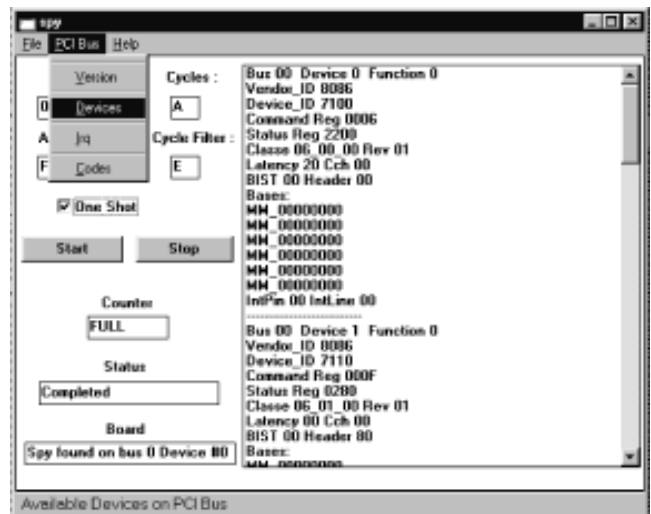 spy
File PCI Bus Help
Version
Devices
Irq
Codes
Cycles :
0
A
A
Cycle Filter :
F
E
One Shot
Start
Stop
Counter
FULL
Status
Completed
Board
Spy found on bus 0 Device
Bus 00 Device 0 Function 0
Vendor_ID 8086
Device_ID 7100
Command Reg 0006
Status Reg 2200
Classe 06_00_00 Rev 01
Latency 20 Cch 00
BIST 00 Header 00
Bases:
MM_00000000
MM_00000000
MM_00000000
MM_00000000
MM_00000000
MM_00000000
IntPin 00 IntLine 00
Bus 00 Device 1 Function 0
Vendor_ID 8086
Device_ID 7110
Command Reg 000F
Status Reg 0280
Classe 06_01_00 Rev 01
Latency 00 Cch 00
BIST 00 Header 80
Bases:
MM_00000000
Available Devices on PCI Bus